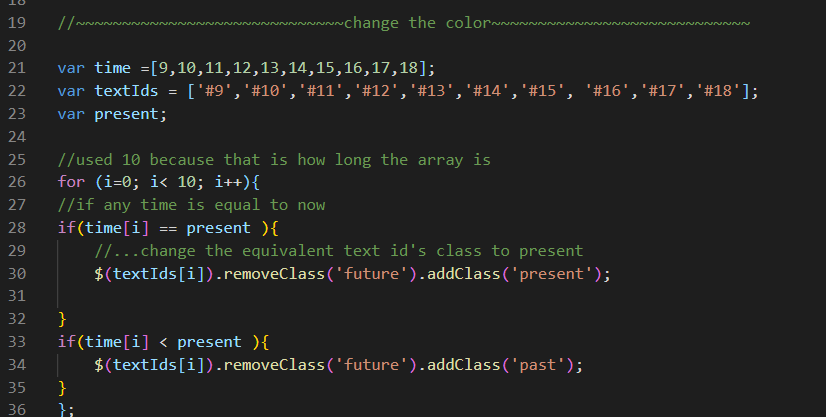 18
19 //~~~~~~~~~~~~~~~~~~~~~~~~~~~~~change the color~~~~~~~~~~~~~~~~~~~~~~~~~~~~
20
21 var time =[9,10,11,12,13,14,15,16,17,18];
22 var textIds = ['#9','#10','#11','#12','#13','#14','#15', '#16','#17','#18'];
23 var present;
24
25 //used 10 because that is how long the array is
26 for (i=0; i< 10; i++){
27 //if any time is equal to now
28 if(time[i] == present ){
29     //...change the equivalent text id's class to present
30     $(textIds[i]).removeClass('future').addClass('present');
31
32 }
33 if(time[i] < present ){
34     $(textIds[i]).removeClass('future').addClass('past');
35 }
36 };